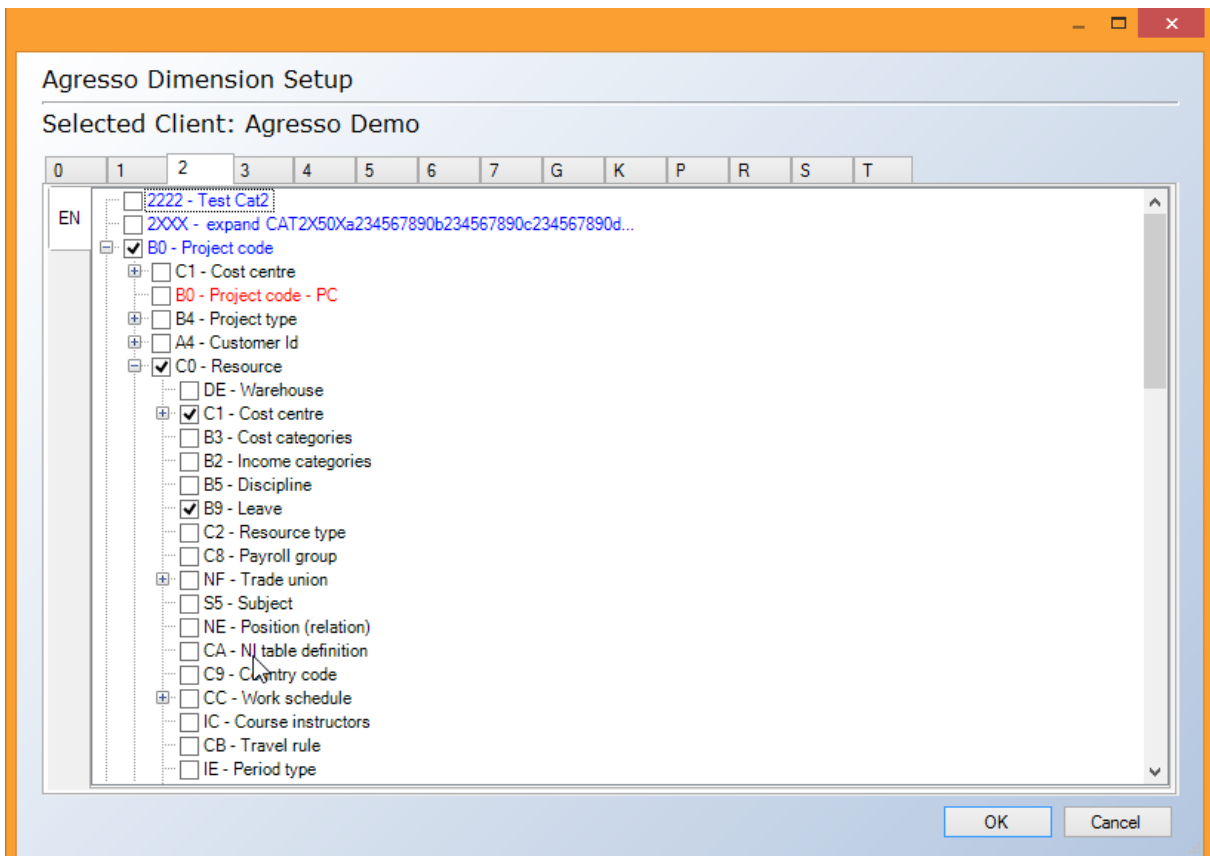 Agresso Dimension Setup
Selected Client: Agresso Demo
0 1 2 3 4 5 6 7 G K P R S T
EN
2222 - Test Cat2
2XXX - expand CAT2X50Xa234567890b234567890c234567890d...
B0 - Project code
C1 - Cost centre
B0 - Project code - PC
B4 - Project type
A4 - Customer Id
C0 - Resource
DE - Warehouse
C1 - Cost centre
B3 - Cost categories
B2 - Income categories
B5 - Discipline
B9 - Leave
C2 - Resource type
C8 - Payroll group
NF - Trade union
S5 - Subject
NE - Position (relation)
CA - NI table definition
C9 - Country code
CC - Work schedule
IC - Course instructors
CB - Travel rule
IE - Period type
OK Cancel